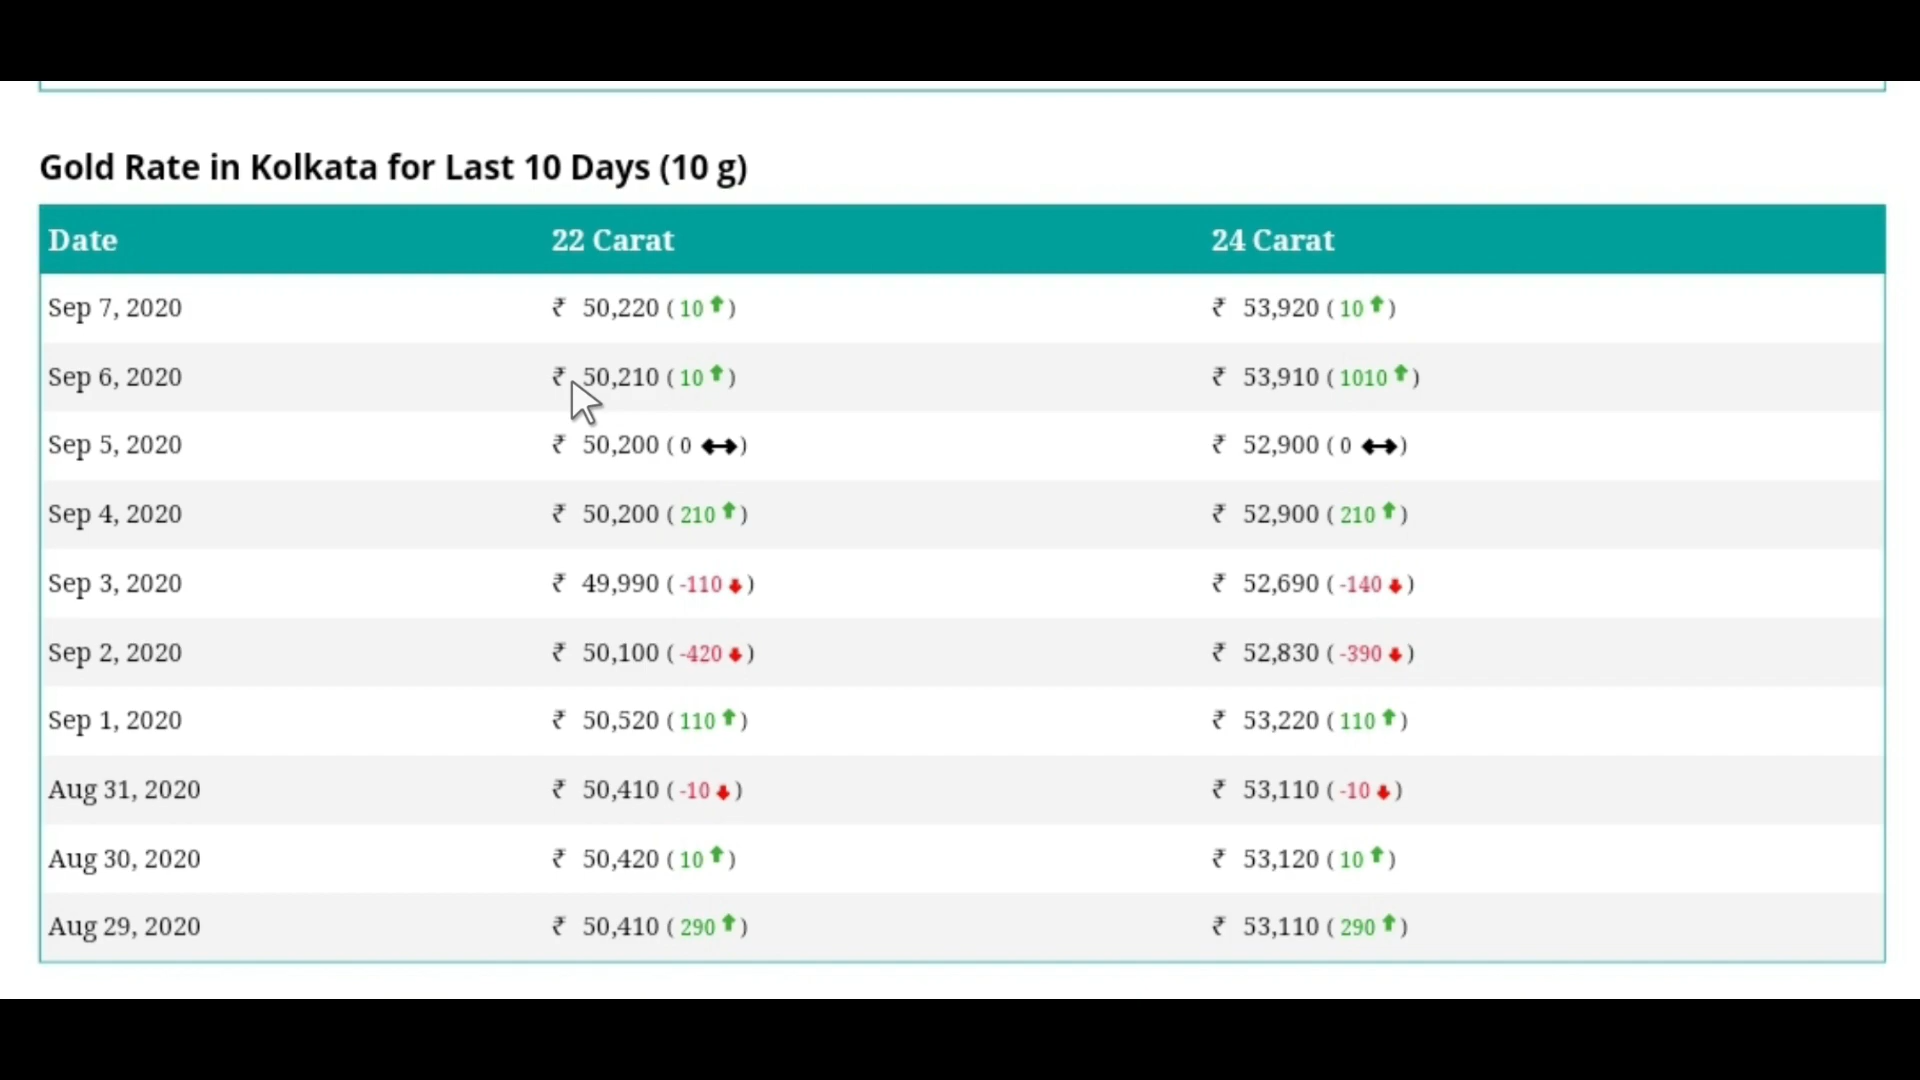 Gold Rate in Kolkata for Last 10 Days (10 g)
Date 22 Carat 24 Carat
Sep 7, 2020 ₹ 50,220 ( 10 ⬆ ) ₹ 53,920 ( 10 ⬆ )
Sep 6, 2020 ₹ 50,210 ( 10 ⬆ ) ₹ 53,910 ( 1010 ⬆ )
Sep 5, 2020 ₹ 50,200 ( 0 ↔ ) ₹ 52,900 ( 0 ↔ )
Sep 4, 2020 ₹ 50,200 ( 210 ⬆ ) ₹ 52,900 ( 210 ⬆ )
Sep 3, 2020 ₹ 49,990 ( -110 ⬇ ) ₹ 52,690 ( -140 ⬇ )
Sep 2, 2020 ₹ 50,100 ( -420 ⬇ ) ₹ 52,830 ( -390 ⬇ )
Sep 1, 2020 ₹ 50,520 ( 110 ⬆ ) ₹ 53,220 ( 110 ⬆ )
Aug 31, 2020 ₹ 50,410 ( -10 ⬇ ) ₹ 53,110 ( -10 ⬇ )
Aug 30, 2020 ₹ 50,420 ( 10 ⬆ ) ₹ 53,120 ( 10 ⬆ )
Aug 29, 2020 ₹ 50,410 ( 290 ⬆ ) ₹ 53,110 ( 290 ⬆ )